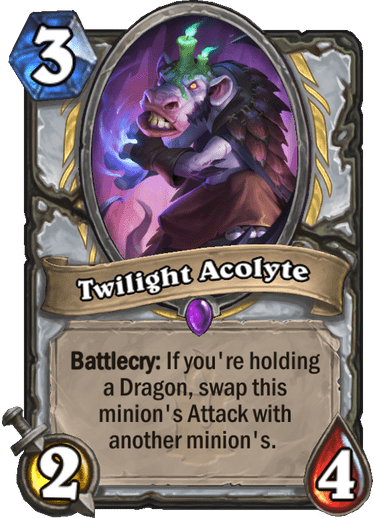 3
Twilight Acolyte
Battlecry: If you're holding
a Dragon, swap this
minion's Attack with
another minion's.
2
4